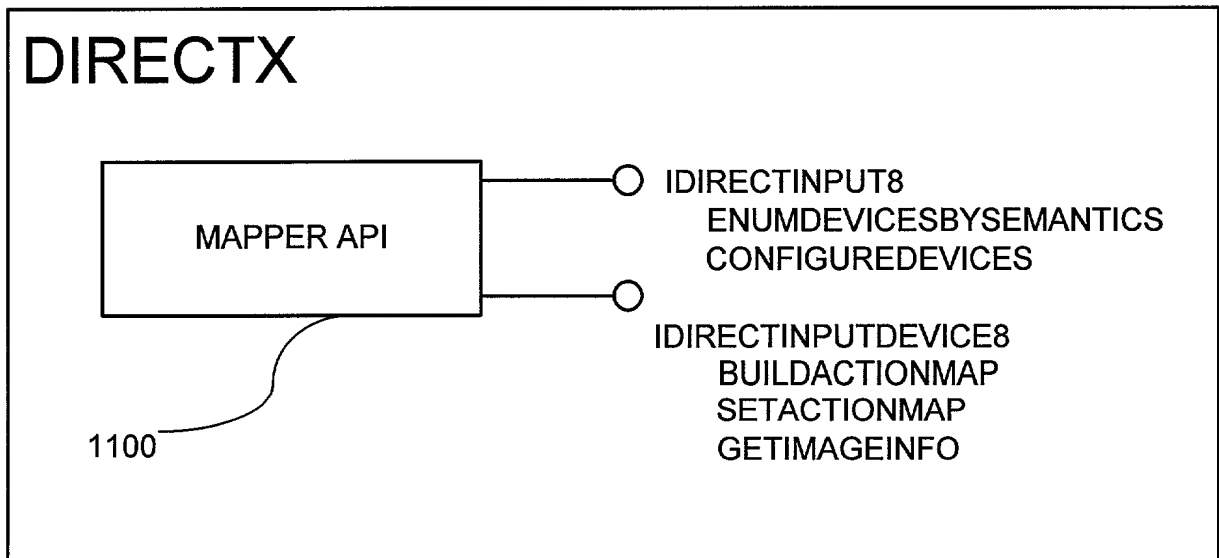 DIRECTX
MAPPER API
IDIRECTINPUT8
ENUMDEVICESBYSEMANTICS
CONFIGUREDEVICES
IDIRECTINPUTDEVICE8
BUILDACTIONMAP
SETACTIONMAP
GETIMAGEINFO
1100